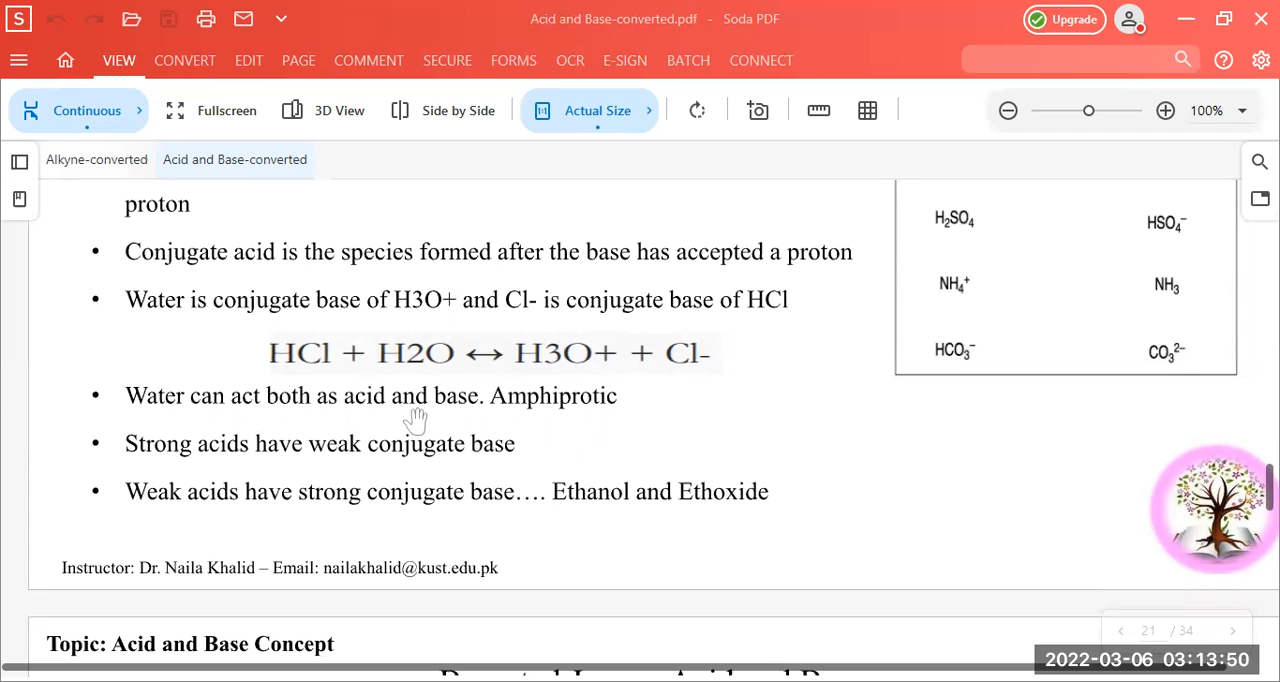 S
Acid and Base-converted.pdf - Soda PDF
Upgrade
VIEW CONVERT EDIT PAGE COMMENT SECURE FORMS OCR E-SIGN BATCH CONNECT
Continuous Fullscreen 3D View Side by Side Actual Size 100%
Alkyne-converted Acid and Base-converted
proton
• Conjugate acid is the species formed after the base has accepted a proton
• Water is conjugate base of H3O+ and Cl- is conjugate base of HCl
HCl + H2O ↔ H3O+ + Cl-
• Water can act both as acid and base. Amphiprotic
• Strong acids have weak conjugate base
• Weak acids have strong conjugate base…. Ethanol and Ethoxide
H₂SO₄ HSO₄⁻
NH₄⁺ NH₃
HCO₃⁻ CO₃²⁻
Instructor: Dr. Naila Khalid – Email: nailakhalid@kust.edu.pk
Topic: Acid and Base Concept
21 / 34
2022-03-06 03:13:50